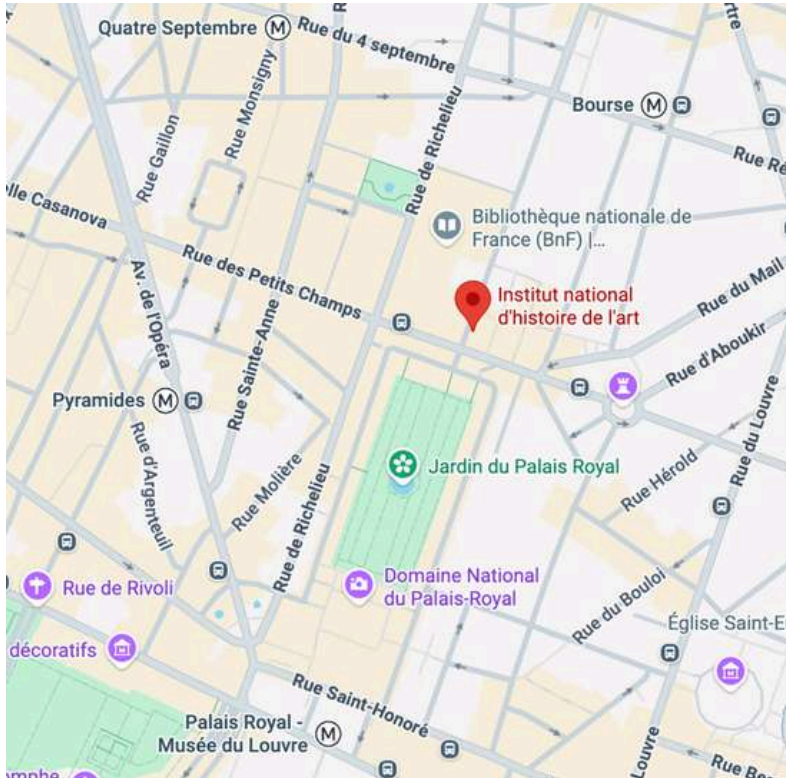 Quatre Septembre M
Rue du 4 septembre
R
Bourse M
rtre
Rue Ré
Rue Monsigny
Rue Gaillon
Rue de Richelieu
elle Casanova
Bibliothèque nationale de
France (BnF) |...
Rue des Petits Champs
Institut national
d'histoire de l'art
Rue du Mail
Rue d'Aboukir
Av. de l'Opéra
Rue Sainte-Anne
Pyramides M
Rue d'Argenteuil
Rue Molière
Rue de Richelieu
Jardin du Palais Royal
Rue du Louvre
Rue Hérold
Rue de Rivoli
Domaine National
du Palais-Royal
Rue du Bouloi
Église Saint-E
décoratifs
Rue Saint-Honoré
Palais Royal -
Musée du Louvre M
Louvre
Rue Be
omphe